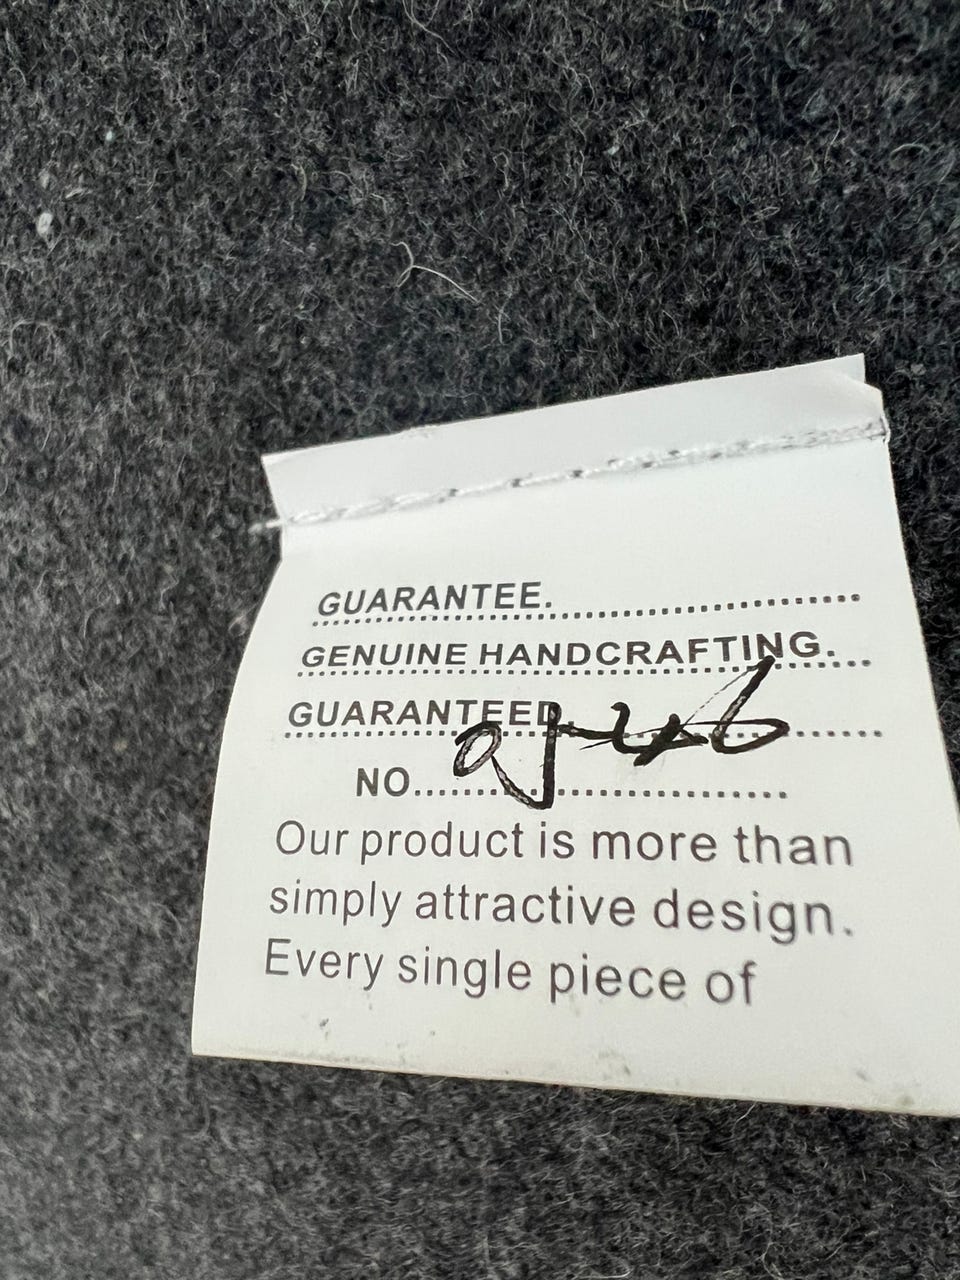 GUARANTEE.
GENUINE HANDCRAFTING.
GUARANTEED.
NO.
Our product is more than
simply attractive design.
Every single piece of